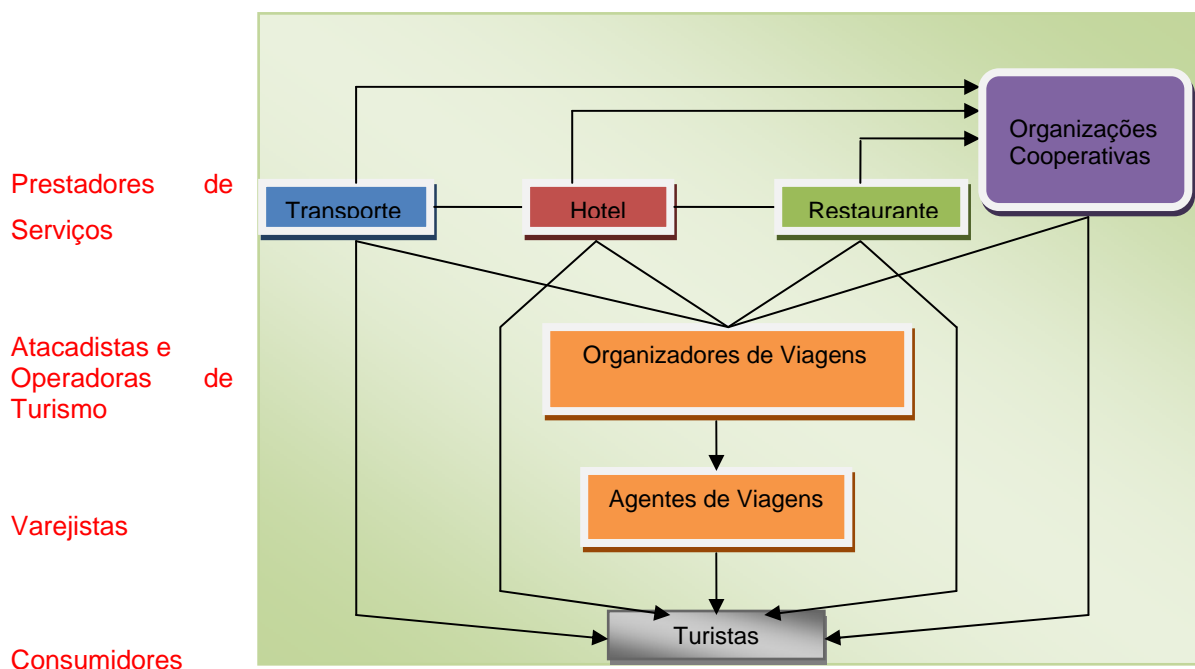 Organizações
Cooperativas
Prestadores de
Serviços
Transporte
Hotel
Restaurante
Atacadistas e
Operadoras de
Turismo
Organizadores de Viagens
Agentes de Viagens
Varejistas
Turistas
Consumidores